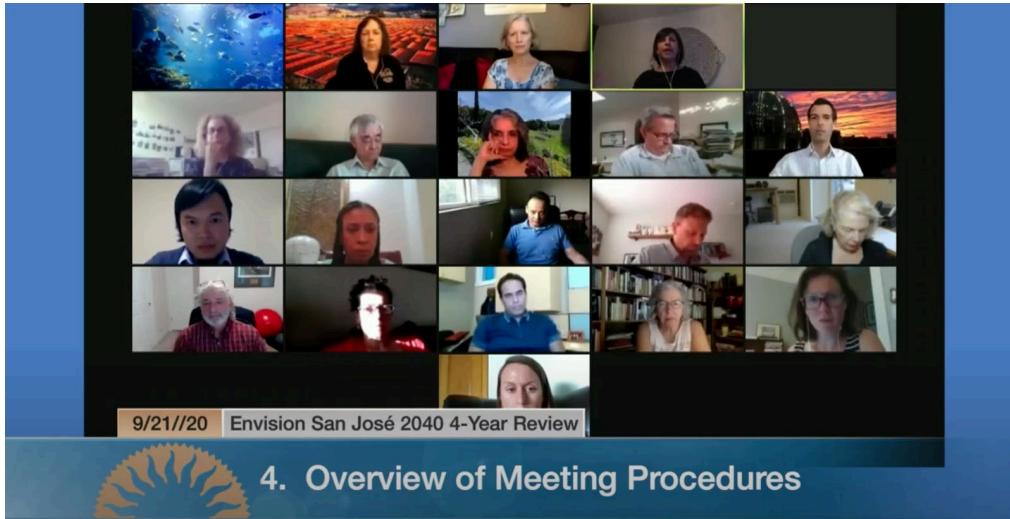 9/21//20 Envision San José 2040 4-Year Review
4. Overview of Meeting Procedures